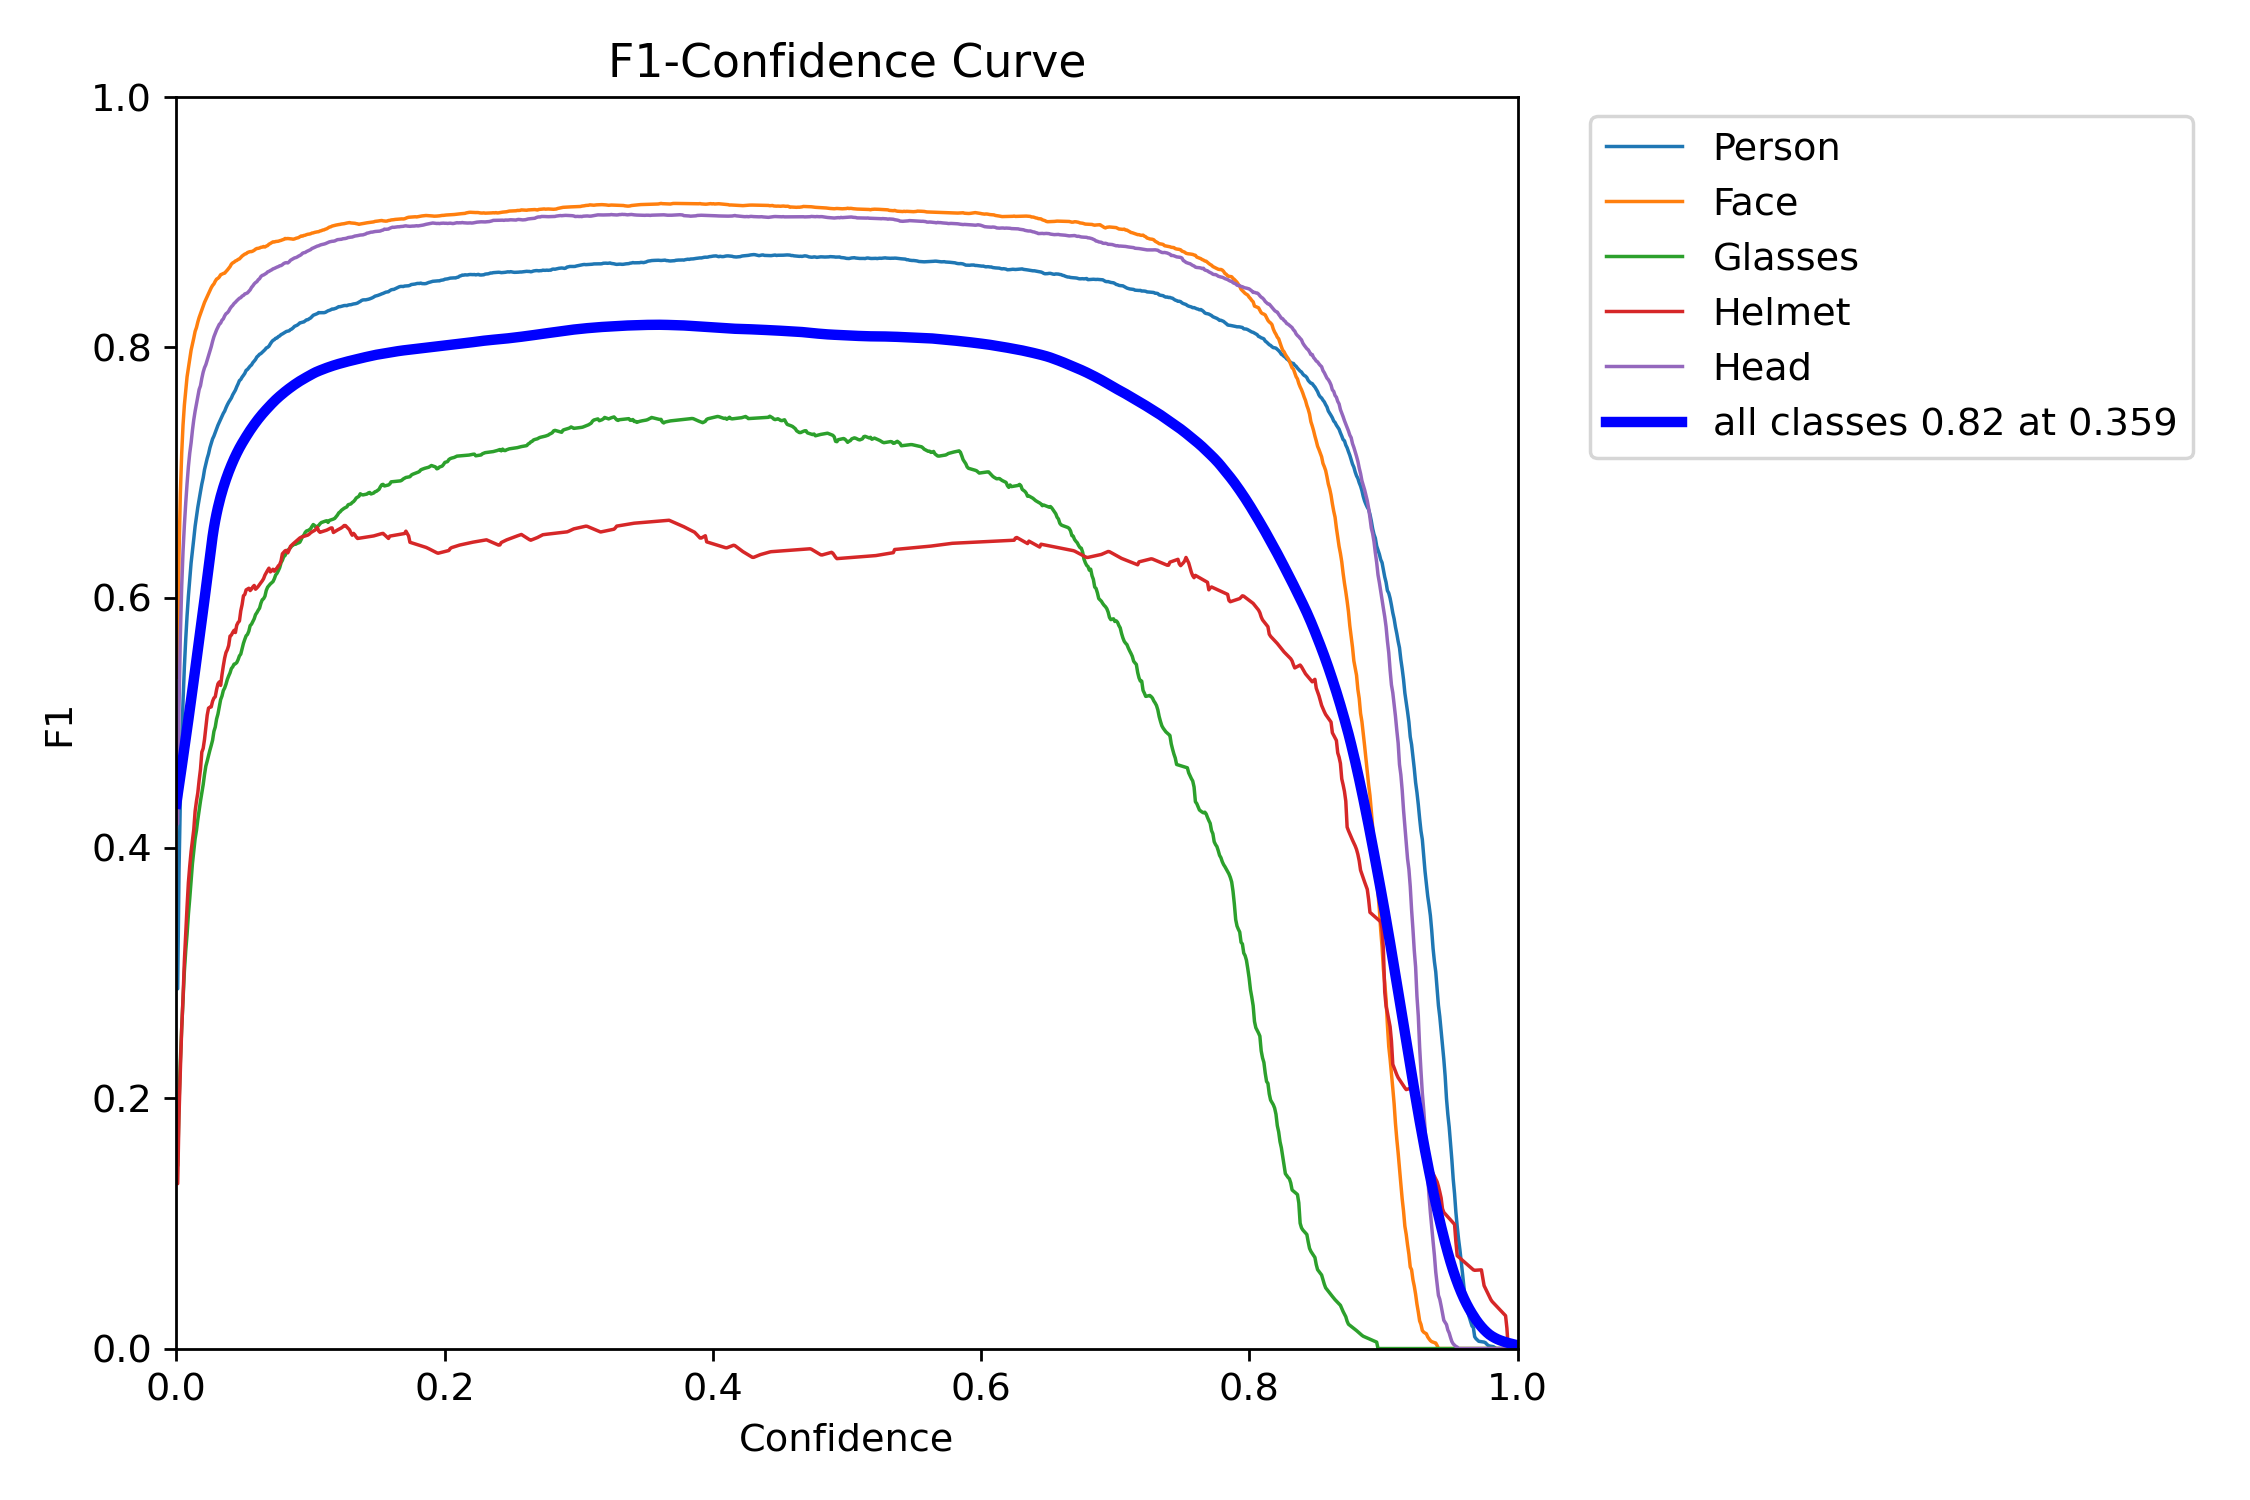 F1-Confidence Curve
1.0
0.8
0.6
0.4
0.2
0.0
F1
0.0 0.2 0.4 0.6 0.8 1.0
Confidence
Person
Face
Glasses
Helmet
Head
all classes 0.82 at 0.359